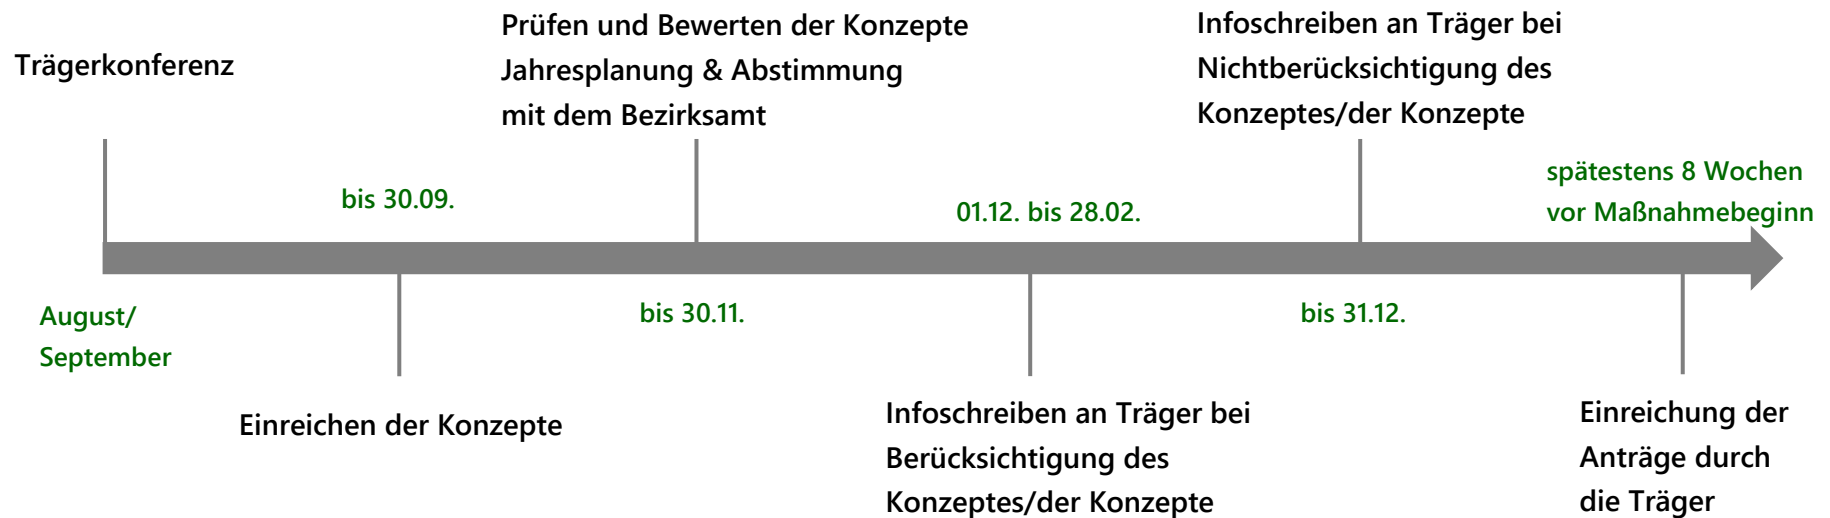 Trägerkonferenz
Prüfen und Bewerten der Konzepte
Jahresplanung & Abstimmung
mit dem Bezirksamt
Infoschreiben an Träger bei
Nichtberücksichtigung des
Konzeptes/der Konzepte
bis 30.09.
01.12. bis 28.02.
spätestens 8 Wochen
vor Maßnahmebeginn
August/
September
bis 30.11.
bis 31.12.
Einreichen der Konzepte
Infoschreiben an Träger bei
Berücksichtigung des
Konzeptes/der Konzepte
Einreichung der
Anträge durch
die Träger